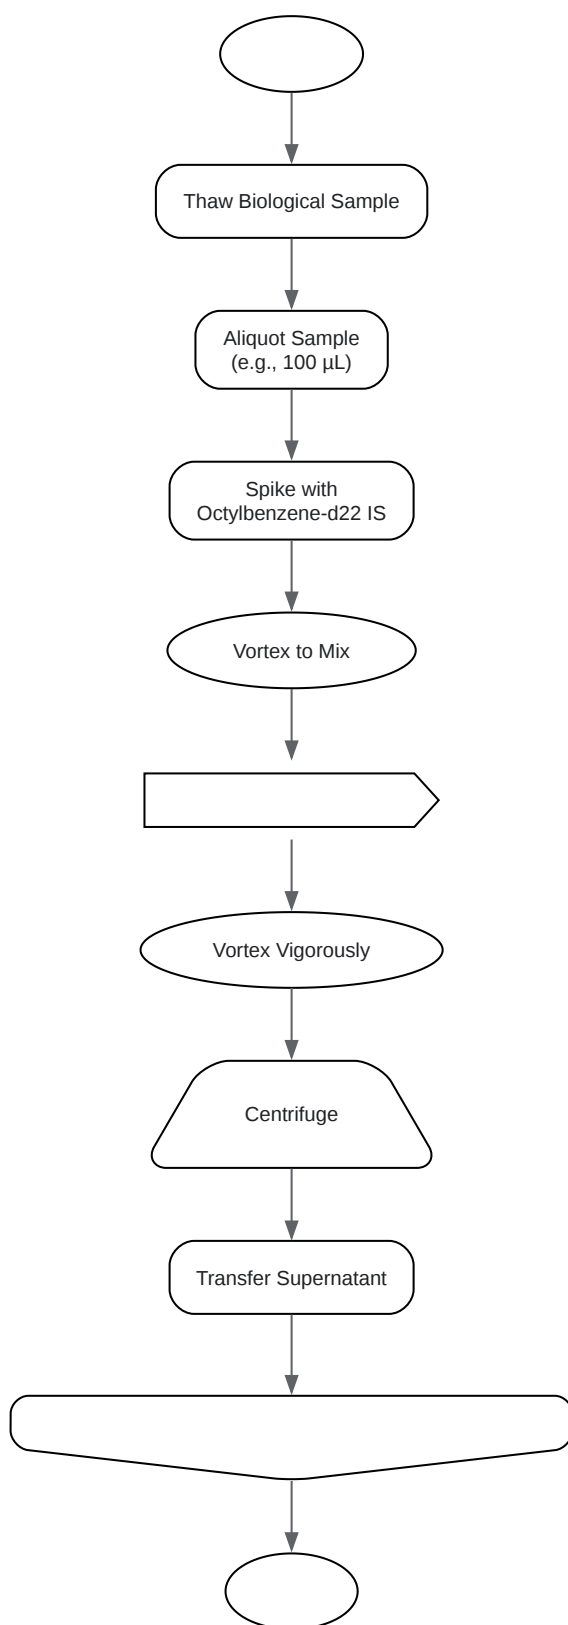 Thaw Biological Sample
Aliquot Sample
(e.g., 100 µL)
Spike with
Octylbenzene-d22 IS
Vortex to Mix
Vortex Vigorously
Centrifuge
Transfer Supernatant